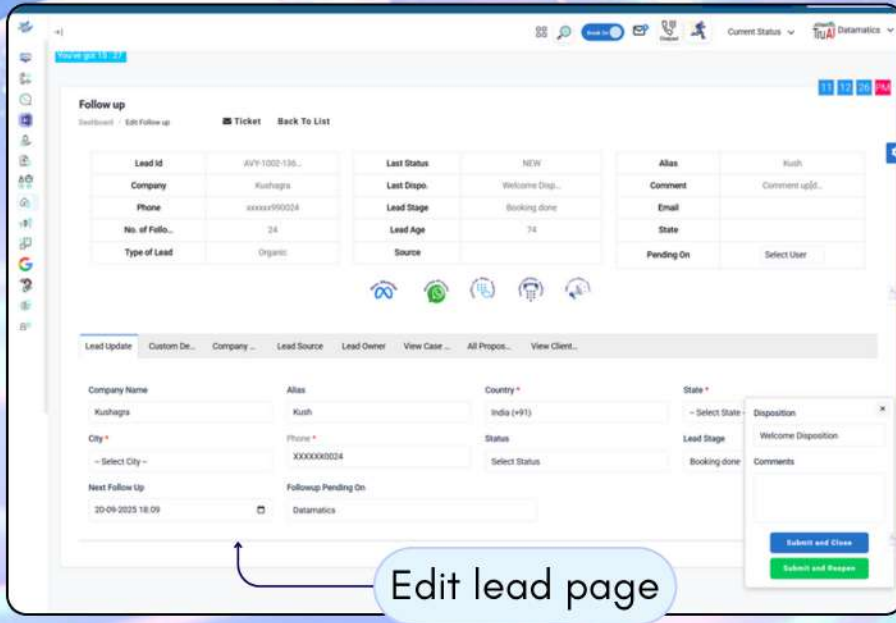 Current Status
TruAI Datamatics
You've got 18 : 27
11 12 26 PM
Follow up
Dashboard / Edit Follow up
Ticket Back To List
Lead Id AVY-1002-136... Last Status NEW Alias Kush
Company Kushagra Last Dispo. Welcome Disp... Comment Comment up[d...
Phone xxxxxx990024 Lead Stage Booking done Email
No. of Follo... 24 Lead Age 74 State
Type of Lead Organic Source Pending On Select User
Lead Update Custom De... Company ... Lead Source Lead Owner View Case ... All Propos... View Client...
Company Name Alias Country * State *
Kushagra Kush India (+91) -- Select State -
City * Phone * Status Lead Stage
-- Select City -- XXXXXX0024 Select Status Booking done
Next Follow Up Followup Pending On
20-09-2025 18:09 Datamatics
Disposition
Welcome Disposition
Comments
Submit and Close
Submit and Reopen
Edit lead page